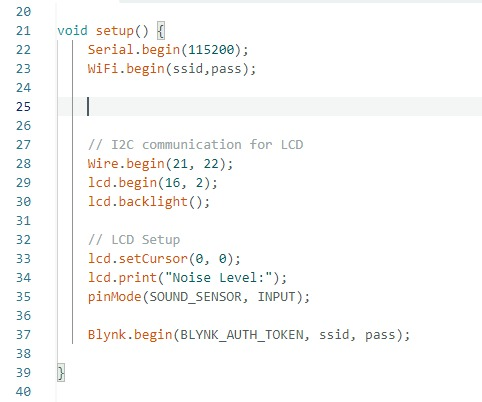 20
21 void setup() {
22 Serial.begin(115200);
23 WiFi.begin(ssid,pass);
24
25
26
27 // I2C communication for LCD
28 Wire.begin(21, 22);
29 lcd.begin(16, 2);
30 lcd.backlight();
31
32 // LCD Setup
33 lcd.setCursor(0, 0);
34 lcd.print("Noise Level:");
35 pinMode(SOUND_SENSOR, INPUT);
36
37 Blynk.begin(BLYNK_AUTH_TOKEN, ssid, pass);
38
39 }
40